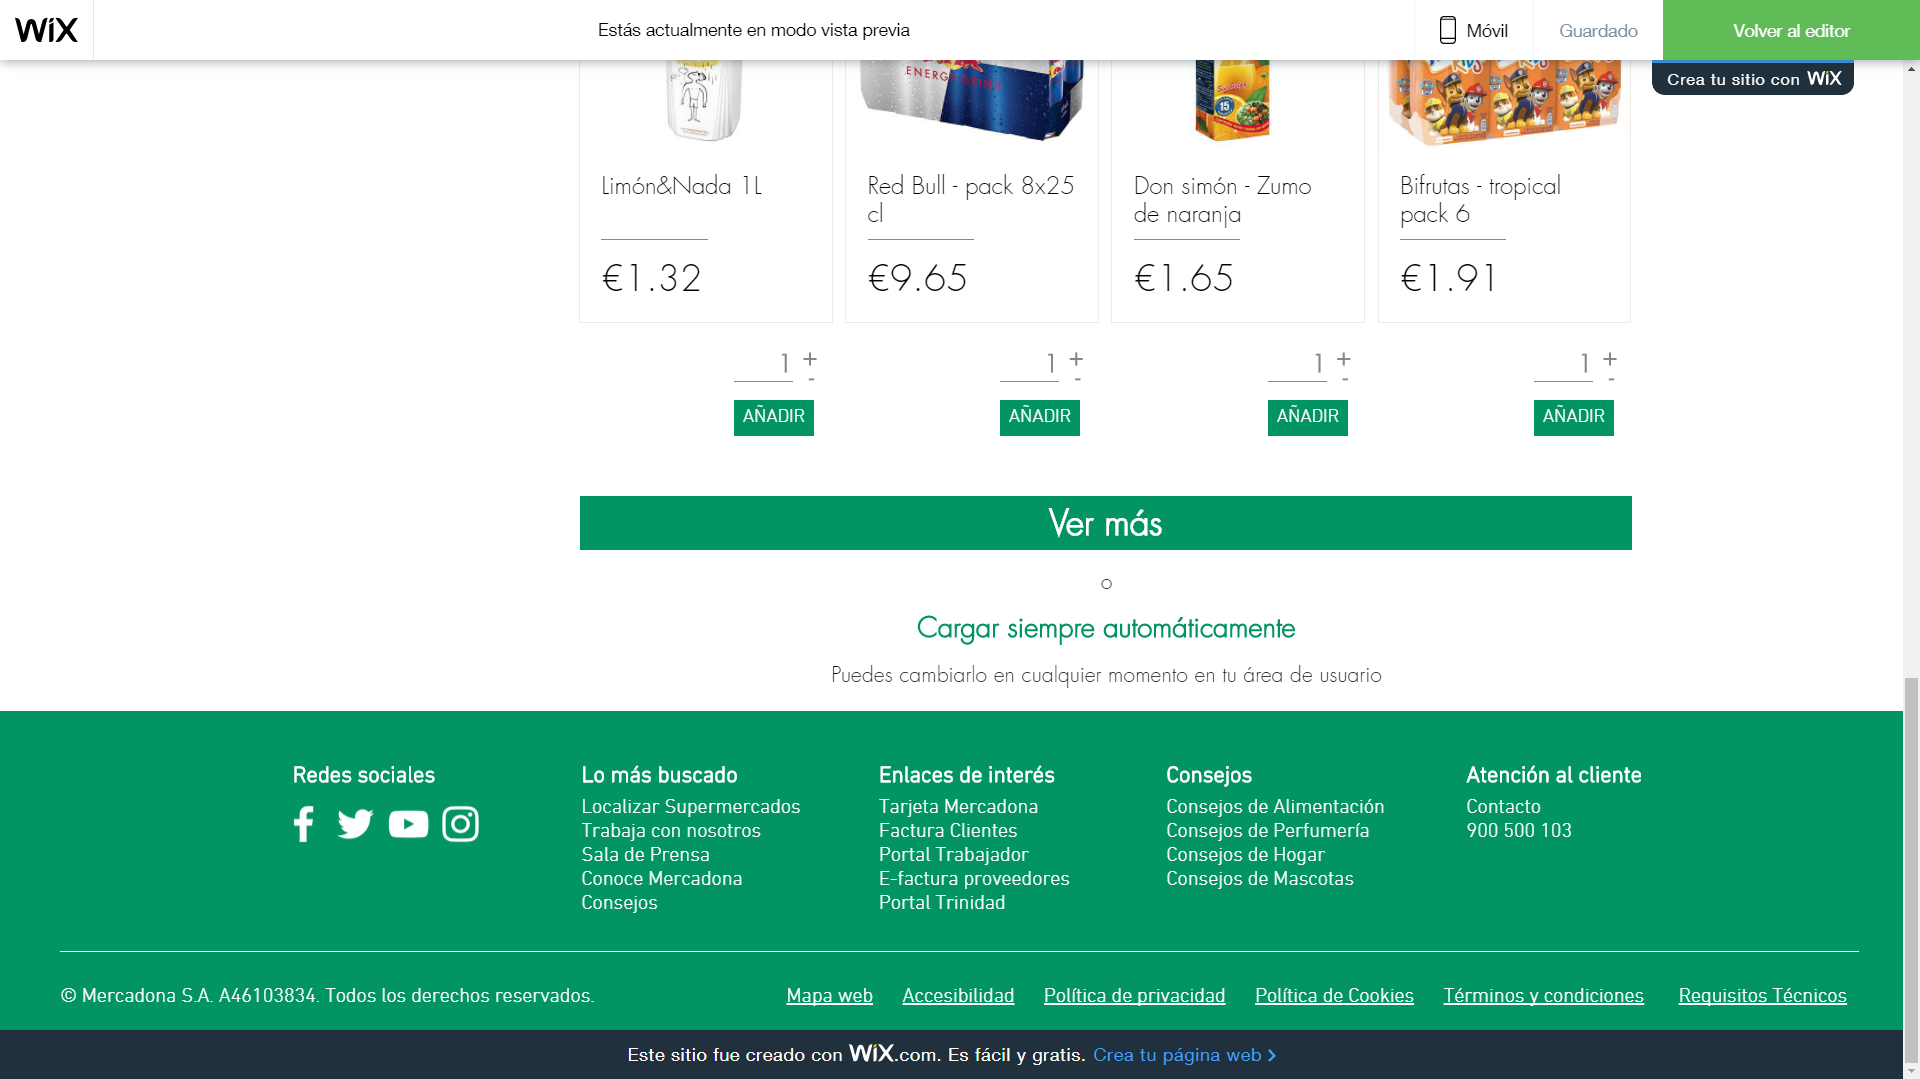 WiX
Estás actualmente en modo vista previa
Móvil
Guardado
Volver al editor
Crea tu sitio con WiX
ENERGY DRINK
15
Limón&Nada 1L
Red Bull - pack 8x25
cl
Don simón - Zumo
de naranja
Bifrutas - tropical
pack 6
€1.32
€9.65
€1.65
€1.91
1 + -
1 + -
1 + -
1 + -
AÑADIR
AÑADIR
AÑADIR
AÑADIR
Ver más
o
Cargar siempre automáticamente
Puedes cambiarlo en cualquier momento en tu área de usuario
Redes sociales
Lo más buscado
Localizar Supermercados
Trabaja con nosotros
Sala de Prensa
Conoce Mercadona
Consejos
Enlaces de interés
Tarjeta Mercadona
Factura Clientes
Portal Trabajador
E-factura proveedores
Portal Trinidad
Consejos
Consejos de Alimentación
Consejos de Perfumería
Consejos de Hogar
Consejos de Mascotas
Atención al cliente
Contacto
900 500 103
© Mercadona S.A. A46103834. Todos los derechos reservados.
Mapa web
Accesibilidad
Política de privacidad
Política de Cookies
Términos y condiciones
Requisitos Técnicos
Este sitio fue creado con WiX.com. Es fácil y gratis. Crea tu página web >